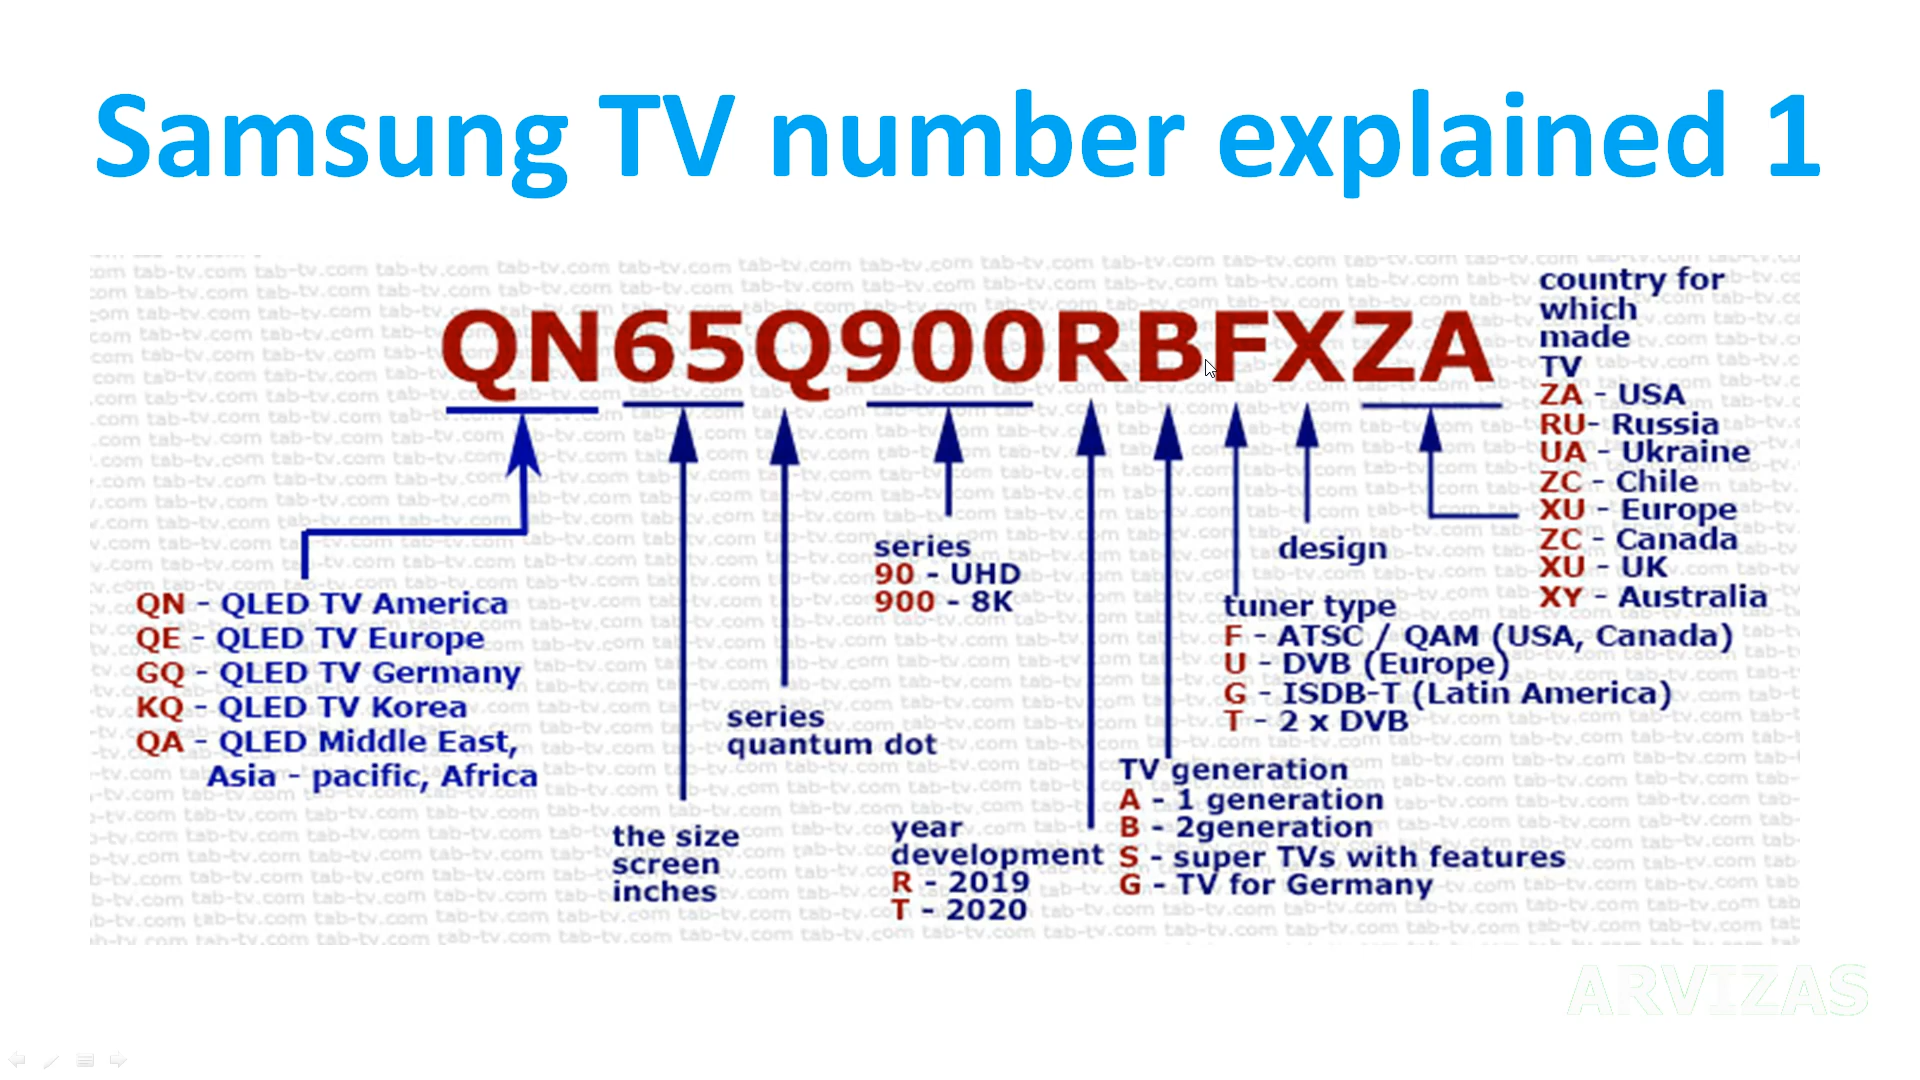 Samsung TV number explained 1
QN65Q900RBFXZA
country for
which
made
TV
ZA - USA
RU- Russia
UA - Ukraine
ZC - Chile
XU - Europe
ZC - Canada
XU - UK
XY - Australia
QN - QLED TV America
QE - QLED TV Europe
GQ - QLED TV Germany
KQ - QLED TV Korea
QA - QLED Middle East,
Asia - pacific, Africa
the size
screen
inches
series
quantum dot
series
90 - UHD
900 - 8K
year
development
R - 2019
T - 2020
TV generation
A - 1 generation
B - 2generation
S - super TVs with features
G - TV for Germany
tuner type
F - ATSC / QAM (USA, Canada)
U - DVB (Europe)
G - ISDB-T (Latin America)
T - 2 x DVB
design
tab-tv.com
ARVIZAS